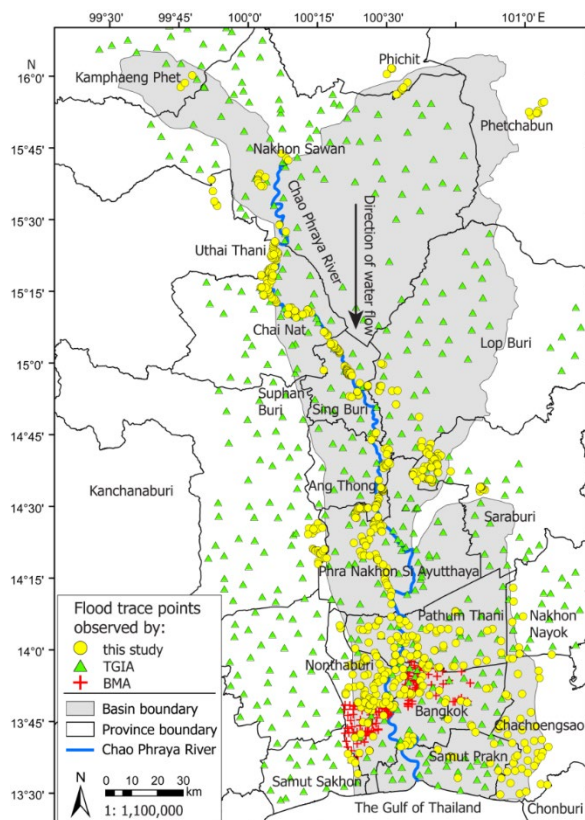 99°30' 99°45' 100°0' 100°15' 100°30' 101°0' E
N
16°0'
15°45'
15°30'
15°15'
15°0'
14°45'
14°30'
14°15'
14°0'
13°45'
13°30'
Kamphaeng Phet
Phichit
Phetchabun
Nakhon Sawan
Chao Phraya River
Direction of water flow
Uthai Thani
Chai Nat
Lop Buri
Suphan
Buri
Sing Buri
Ang Thong
Kanchanaburi
Saraburi
Phra Nakhon Si Ayutthaya
Pathum Thani
Nakhon
Nayok
Nonthaburi
Bangkok
Chachoengsao
Samut Prakn
Samut Sakhon
The Gulf of Thailand
Chonburi
Flood trace points
observed by:
this study
TGIA
BMA
Basin boundary
Province boundary
Chao Phraya River
N
0 10 20 30
km
1: 1,100,000